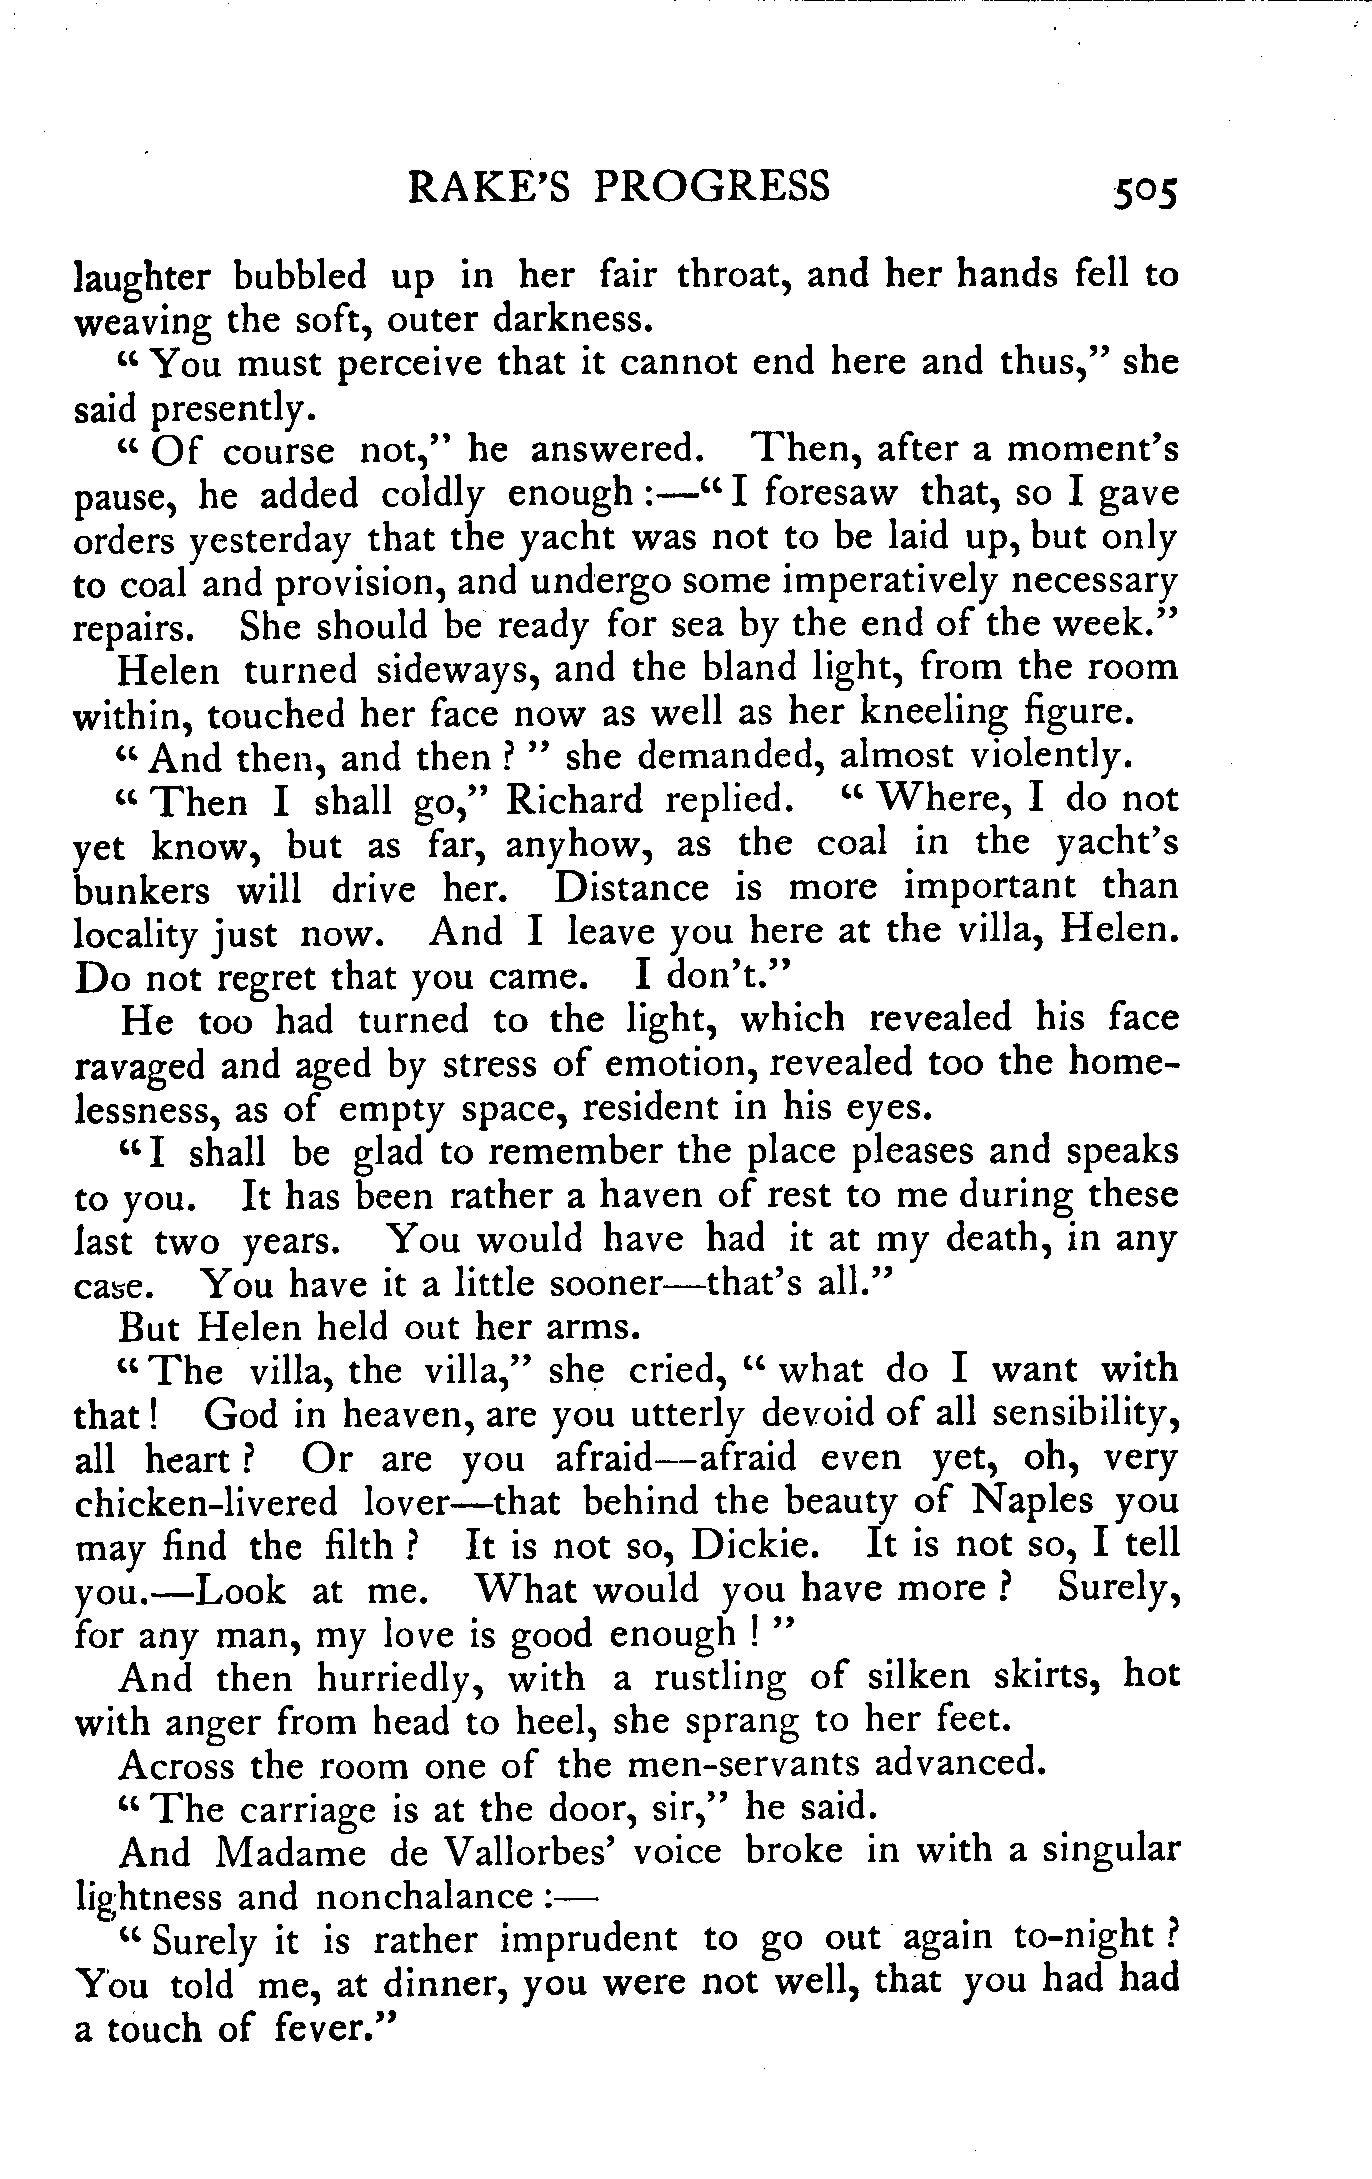 RAKE'S PROGRESS 505
laughter bubbled up in her fair throat, and her hands fell to
weaving the soft, outer darkness.
“ You must perceive that it cannot end here and thus,” she
said presently.
“ Of course not,” he answered. Then, after a moment's
pause, he added coldly enough :—“ I foresaw that, so I gave
orders yesterday that the yacht was not to be laid up, but only
to coal and provision, and undergo some imperatively necessary
repairs. She should be ready for sea by the end of the week.”
Helen turned sideways, and the bland light, from the room
within, touched her face now as well as her kneeling figure.
“ And then, and then ? ” she demanded, almost violently.
“ Then I shall go,” Richard replied. “ Where, I do not
yet know, but as far, anyhow, as the coal in the yacht's
bunkers will drive her. Distance is more important than
locality just now. And I leave you here at the villa, Helen.
Do not regret that you came. I don't.”
He too had turned to the light, which revealed his face
ravaged and aged by stress of emotion, revealed too the home-
lessness, as of empty space, resident in his eyes.
“ I shall be glad to remember the place pleases and speaks
to you. It has been rather a haven of rest to me during these
last two years. You would have had it at my death, in any
case. You have it a little sooner—that's all.”
But Helen held out her arms.
“ The villa, the villa,” she cried, “ what do I want with
that ! God in heaven, are you utterly devoid of all sensibility,
all heart ? Or are you afraid—afraid even yet, oh, very
chicken-livered lover—that behind the beauty of Naples you
may find the filth ? It is not so, Dickie. It is not so, I tell
you.—Look at me. What would you have more ? Surely,
for any man, my love is good enough ! ”
And then hurriedly, with a rustling of silken skirts, hot
with anger from head to heel, she sprang to her feet.
Across the room one of the men-servants advanced.
“ The carriage is at the door, sir,” he said.
And Madame de Vallorbes' voice broke in with a singular
lightness and nonchalance :—
“ Surely it is rather imprudent to go out again to-night ?
You told me, at dinner, you were not well, that you had had
a touch of fever.”